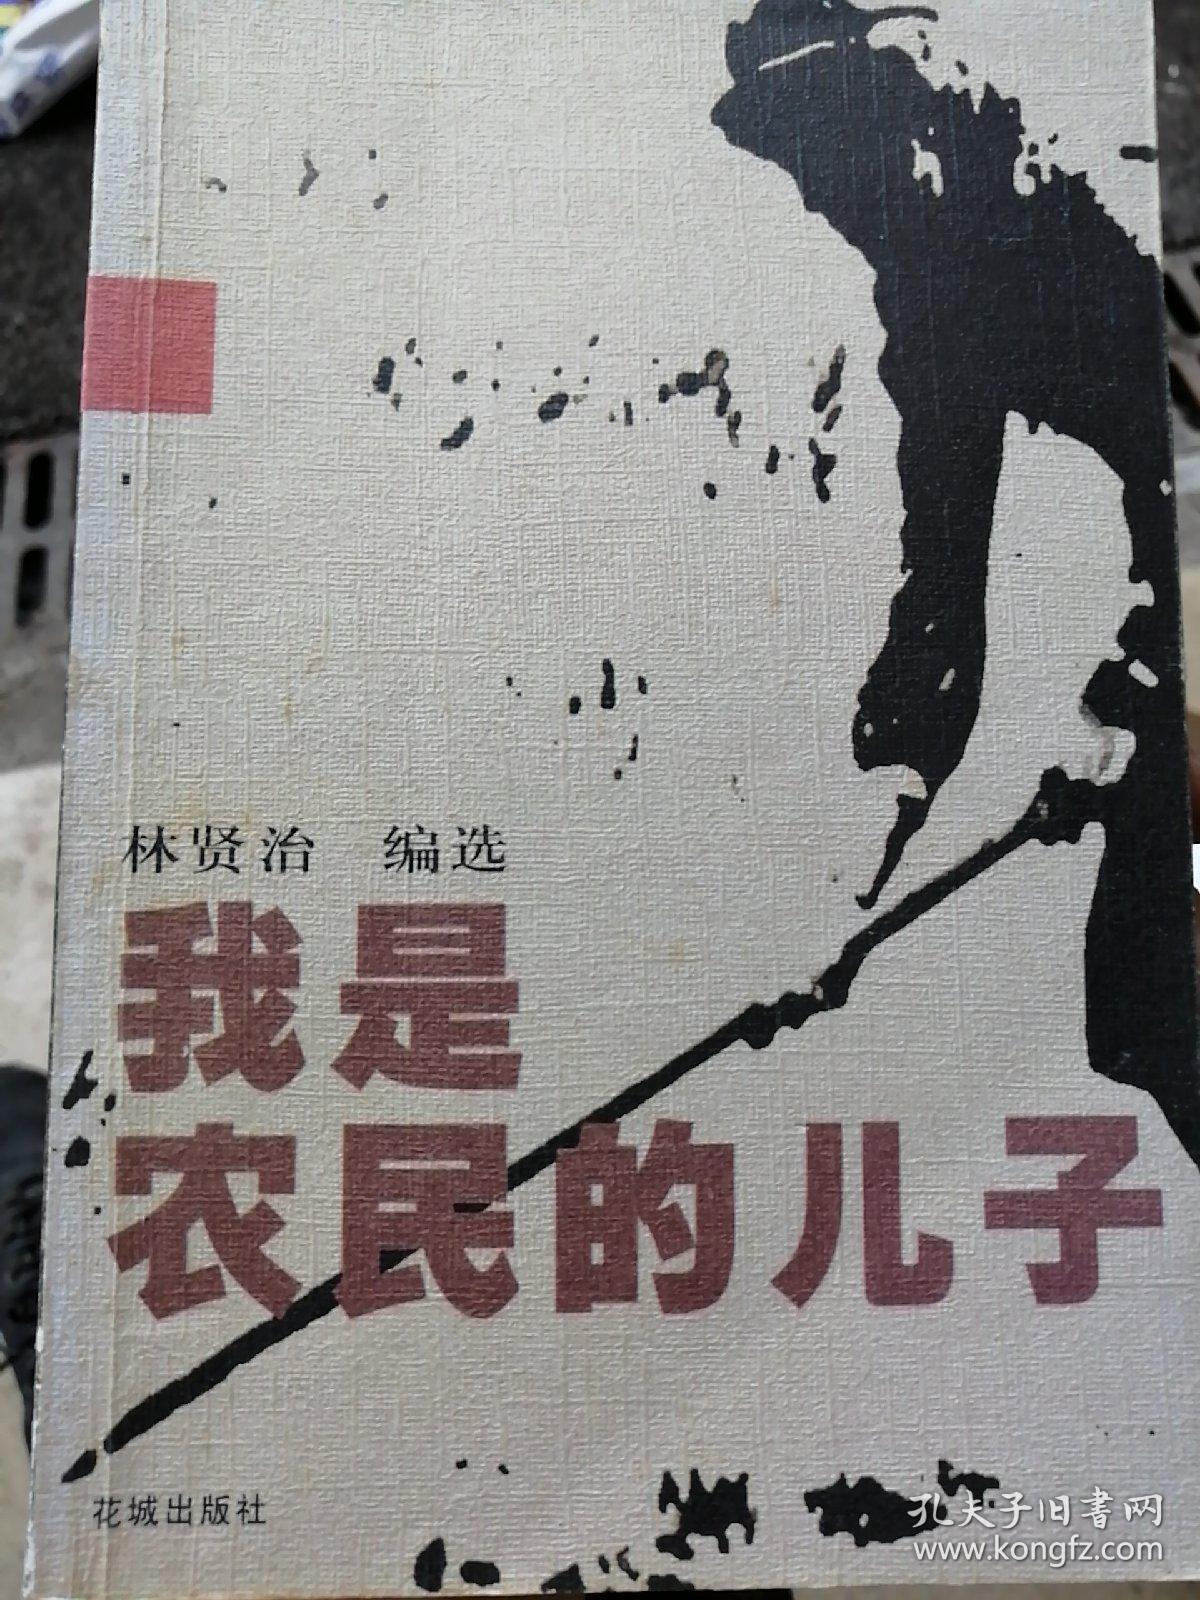 林贤治 编选
我是
农民的儿子
花城出版社
孔夫子旧書网
www.kongfz.com